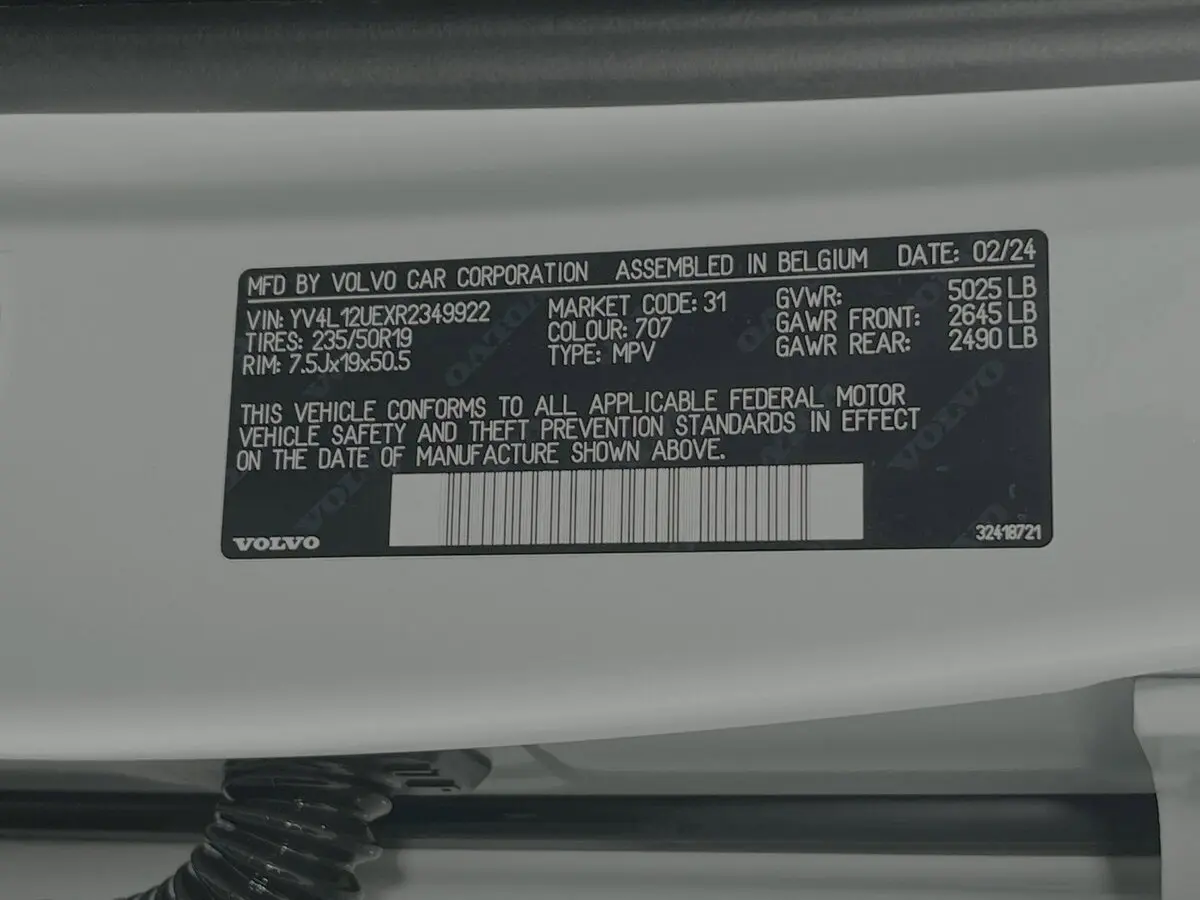 MFD BY VOLVO CAR CORPORATION ASSEMBLED IN BELGIUM DATE: 02/24
VIN: YV4L12UEXR2349922 MARKET CODE: 31 GVWR: 5025 LB
TIRES: 235/50R19 COLOUR: 707 GAWR FRONT: 2645 LB
RIM: 7.5Jx19x50.5 TYPE: MPV GAWR REAR: 2490 LB
THIS VEHICLE CONFORMS TO ALL APPLICABLE FEDERAL MOTOR
VEHICLE SAFETY AND THEFT PREVENTION STANDARDS IN EFFECT
ON THE DATE OF MANUFACTURE SHOWN ABOVE.
VOLVO 32418721